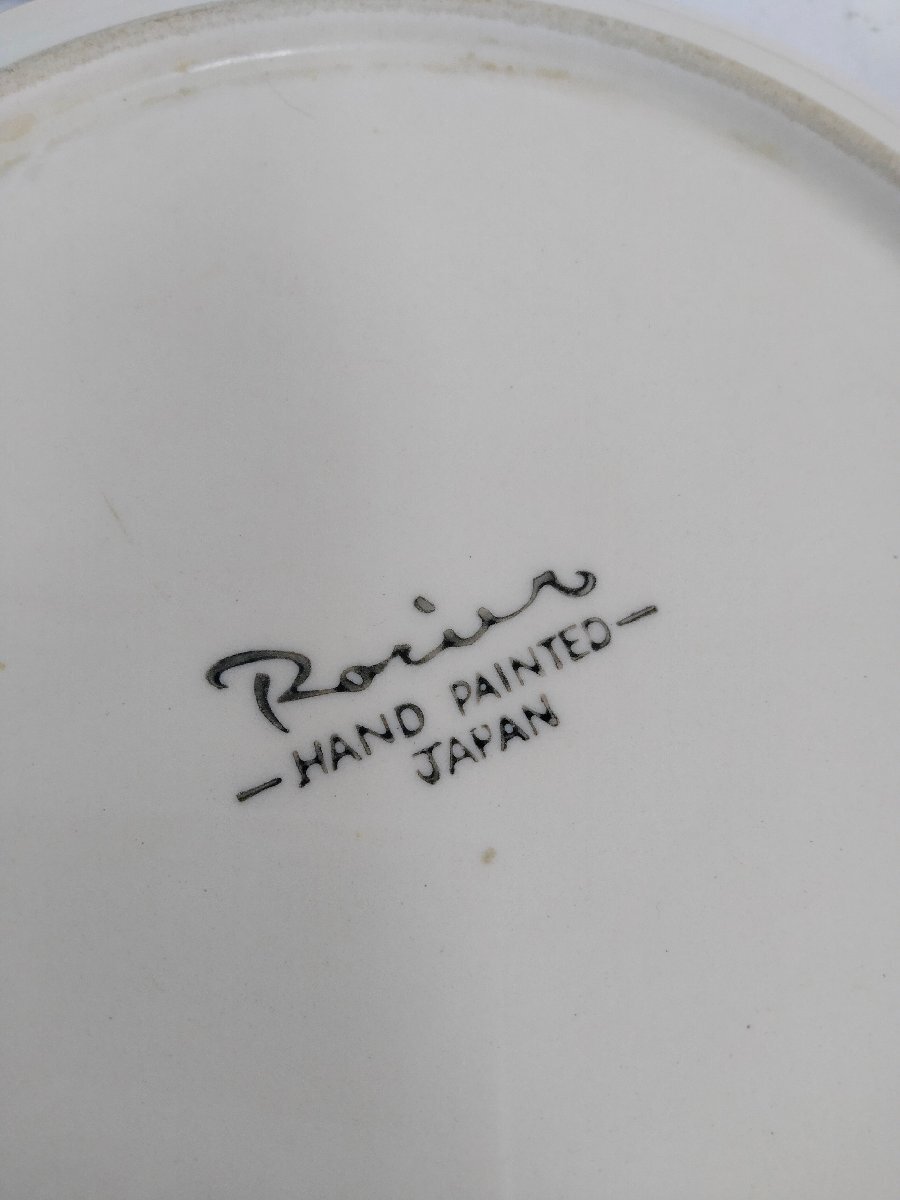 — HAND PAINTED —
JAPAN